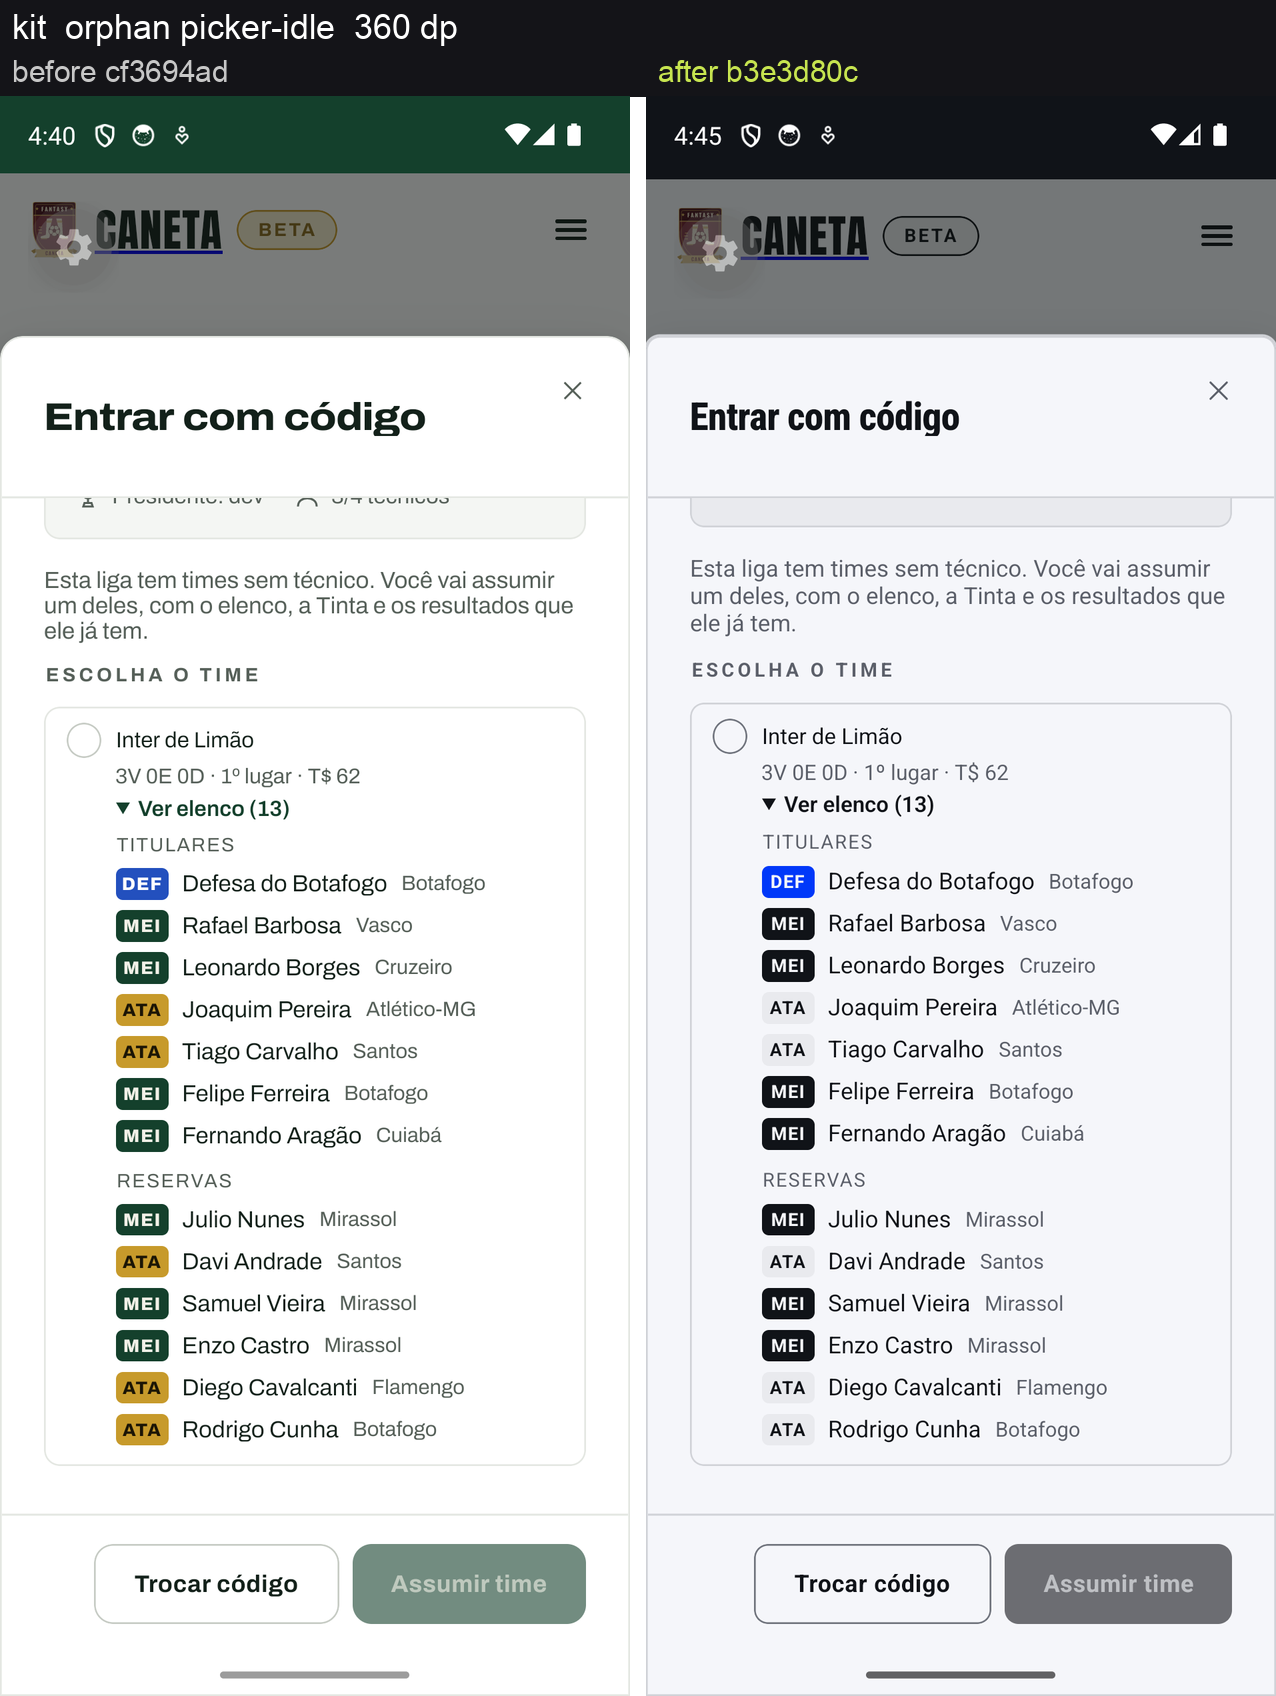 kit orphan picker-idle 360 dp
before cf3694ad
after b3e3d80c
4:40
FANTASY
CANETA
BETA
Entrar com código
Presidente: dev 3/4 técnicos
Esta liga tem times sem técnico. Você vai assumir
um deles, com o elenco, a Tinta e os resultados que
ele já tem.
ESCOLHA O TIME
Inter de Limão
3V 0E 0D · 1º lugar · T$ 62
▼ Ver elenco (13)
TITULARES
DEF Defesa do Botafogo Botafogo
MEI Rafael Barbosa Vasco
MEI Leonardo Borges Cruzeiro
ATA Joaquim Pereira Atlético-MG
ATA Tiago Carvalho Santos
MEI Felipe Ferreira Botafogo
MEI Fernando Aragão Cuiabá
RESERVAS
MEI Julio Nunes Mirassol
ATA Davi Andrade Santos
MEI Samuel Vieira Mirassol
MEI Enzo Castro Mirassol
ATA Diego Cavalcanti Flamengo
ATA Rodrigo Cunha Botafogo
Trocar código
Assumir time
4:45
FANTASY
CANETA
BETA
Entrar com código
Esta liga tem times sem técnico. Você vai assumir
um deles, com o elenco, a Tinta e os resultados que
ele já tem.
ESCOLHA O TIME
Inter de Limão
3V 0E 0D · 1º lugar · T$ 62
▼ Ver elenco (13)
TITULARES
DEF Defesa do Botafogo Botafogo
MEI Rafael Barbosa Vasco
MEI Leonardo Borges Cruzeiro
ATA Joaquim Pereira Atlético-MG
ATA Tiago Carvalho Santos
MEI Felipe Ferreira Botafogo
MEI Fernando Aragão Cuiabá
RESERVAS
MEI Julio Nunes Mirassol
ATA Davi Andrade Santos
MEI Samuel Vieira Mirassol
MEI Enzo Castro Mirassol
ATA Diego Cavalcanti Flamengo
ATA Rodrigo Cunha Botafogo
Trocar código
Assumir time